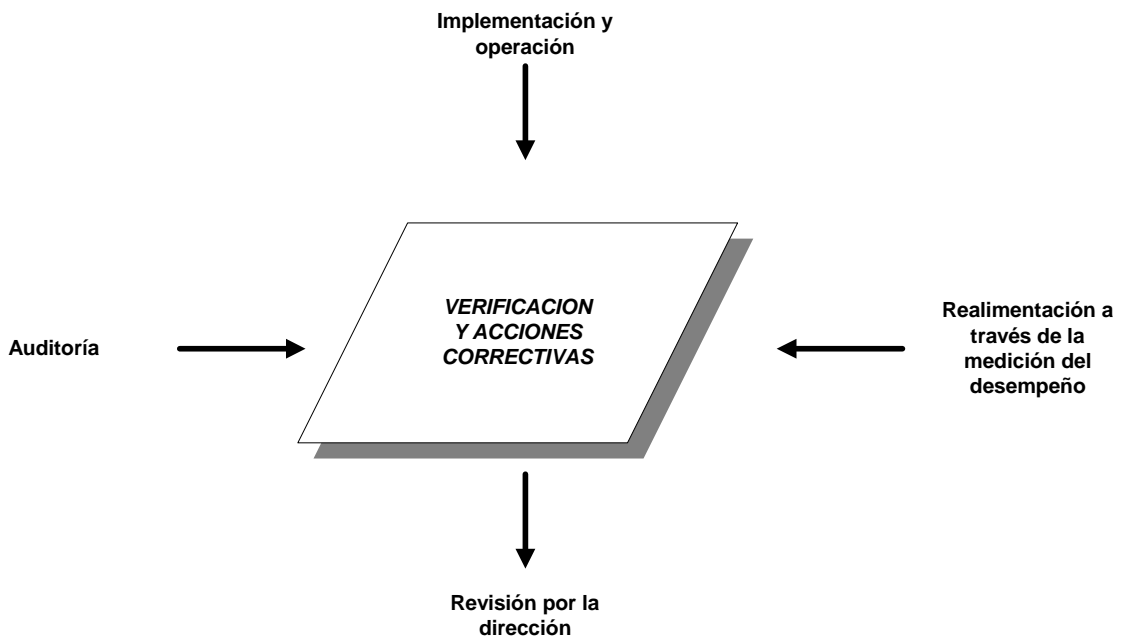 Implementación y
operación
VERIFICACION
Y ACCIONES
CORRECTIVAS
Auditoría
Realimentación a
través de la
medición del
desempeño
Revisión por la
dirección